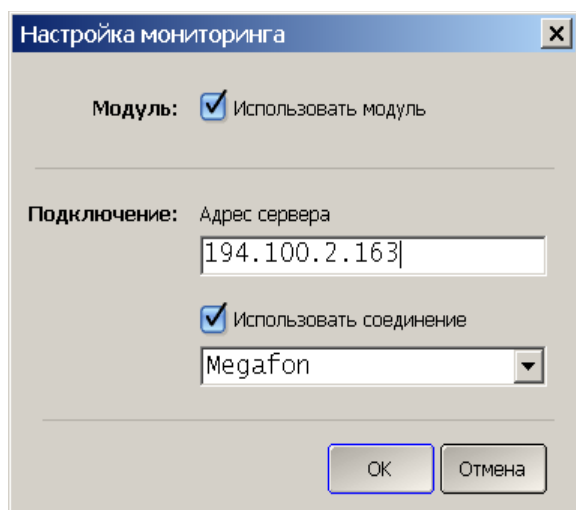 Настройка мониторинга
Модуль: Использовать модуль
Подключение: Адрес сервера
194.100.2.163
Использовать соединение
Megafon
OK Отмена